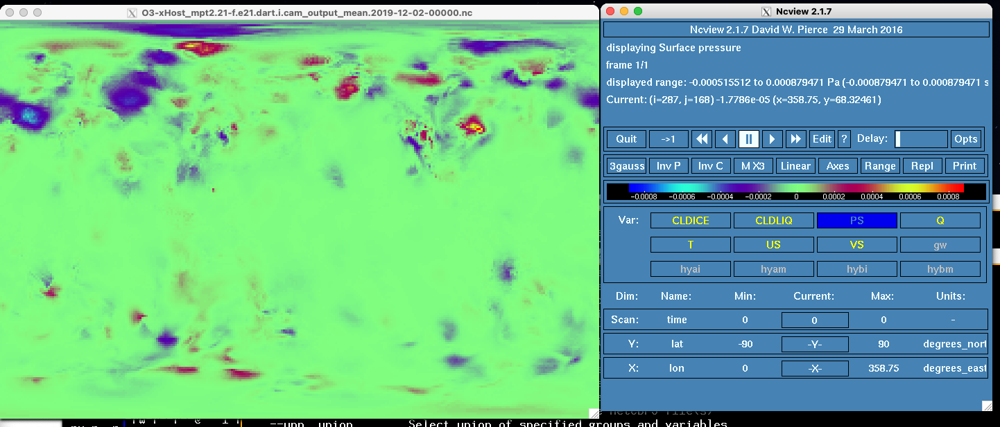 O3-xHost_mpt2.21-f.e21.dart.i.cam_output_mean.2019-12-02-00000.nc
Ncview 2.1.7
Ncview 2.1.7 David W. Pierce 29 March 2016
displaying Surface pressure
frame 1/1
displayed range: -0.000515512 to 0.000879471 Pa (-0.000879471 to 0.000879471 s
Current: (i=287, j=168) -1.7786e-05 (x=358.75, y=68.32461)
Quit ->1 Edit ? Delay: Opts
3gauss Inv P Inv C M X3 Linear Axes Range Repl Print
-0.0008 -0.0006 -0.0004 -0.0002 0 0.0002 0.0004 0.0006 0.0008
Var: CLDICE CLDLIQ PS Q
T US VS gw
hyai hyam hybi hybm
Dim: Name: Min: Current: Max: Units:
Scan: time 0 0 0 -
Y: lat -90 -Y- 90 degrees_nort
X: lon 0 -X- 358.75 degrees_east
union Select union of specified groups and variables